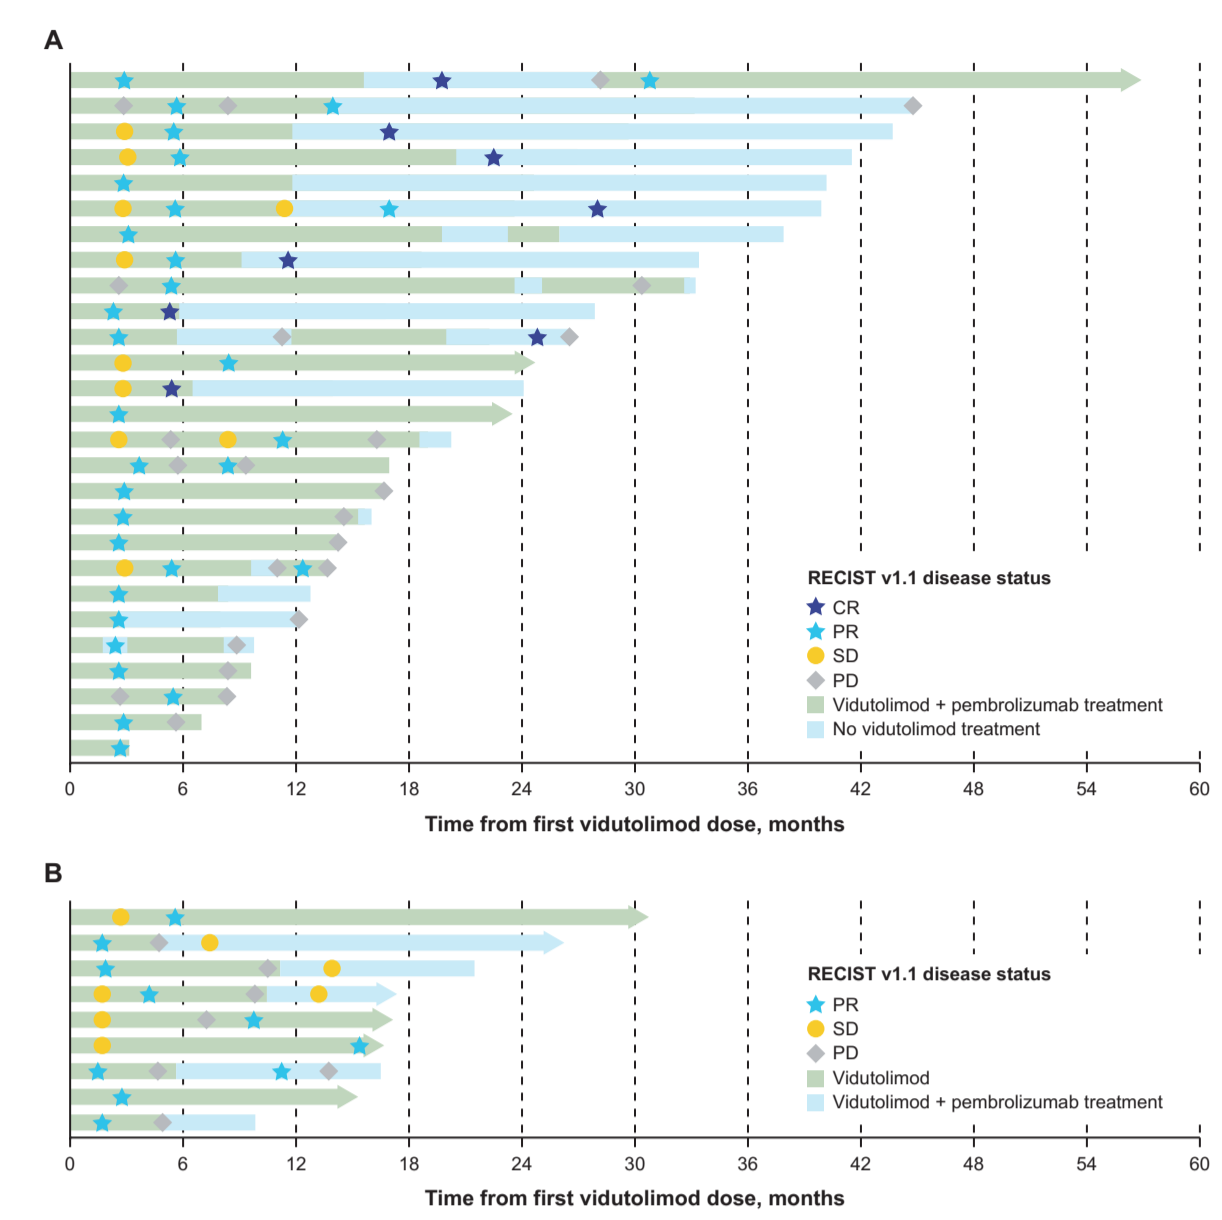 A
RECIST v1.1 disease status
CR
PR
SD
PD
Vidutolimod + pembrolizumab treatment
No vidutolimod treatment
0 6 12 18 24 30 36 42 48 54 60
Time from first vidutolimod dose, months
B
RECIST v1.1 disease status
PR
SD
PD
Vidutolimod
Vidutolimod + pembrolizumab treatment
0 6 12 18 24 30 36 42 48 54 60
Time from first vidutolimod dose, months